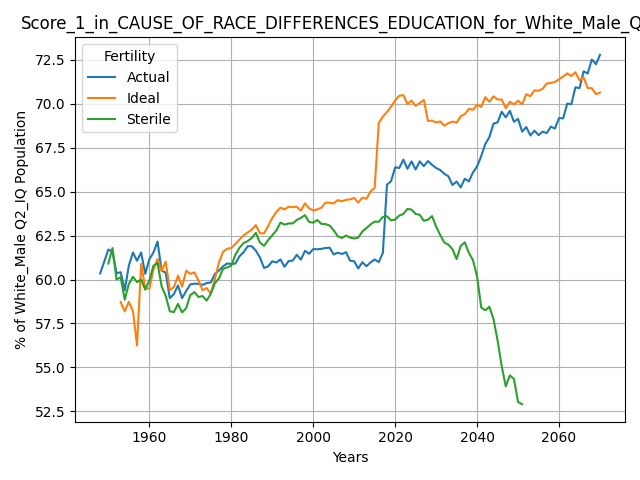 Score_1_in_CAUSE_OF_RACE_DIFFERENCES_EDUCATION_for_White_Male_Q
Fertility
Actual
Ideal
Sterile
% of White_Male Q2_IQ Population
72.5
70.0
67.5
65.0
62.5
60.0
57.5
55.0
52.5
1960 1980 2000 2020 2040 2060
Years